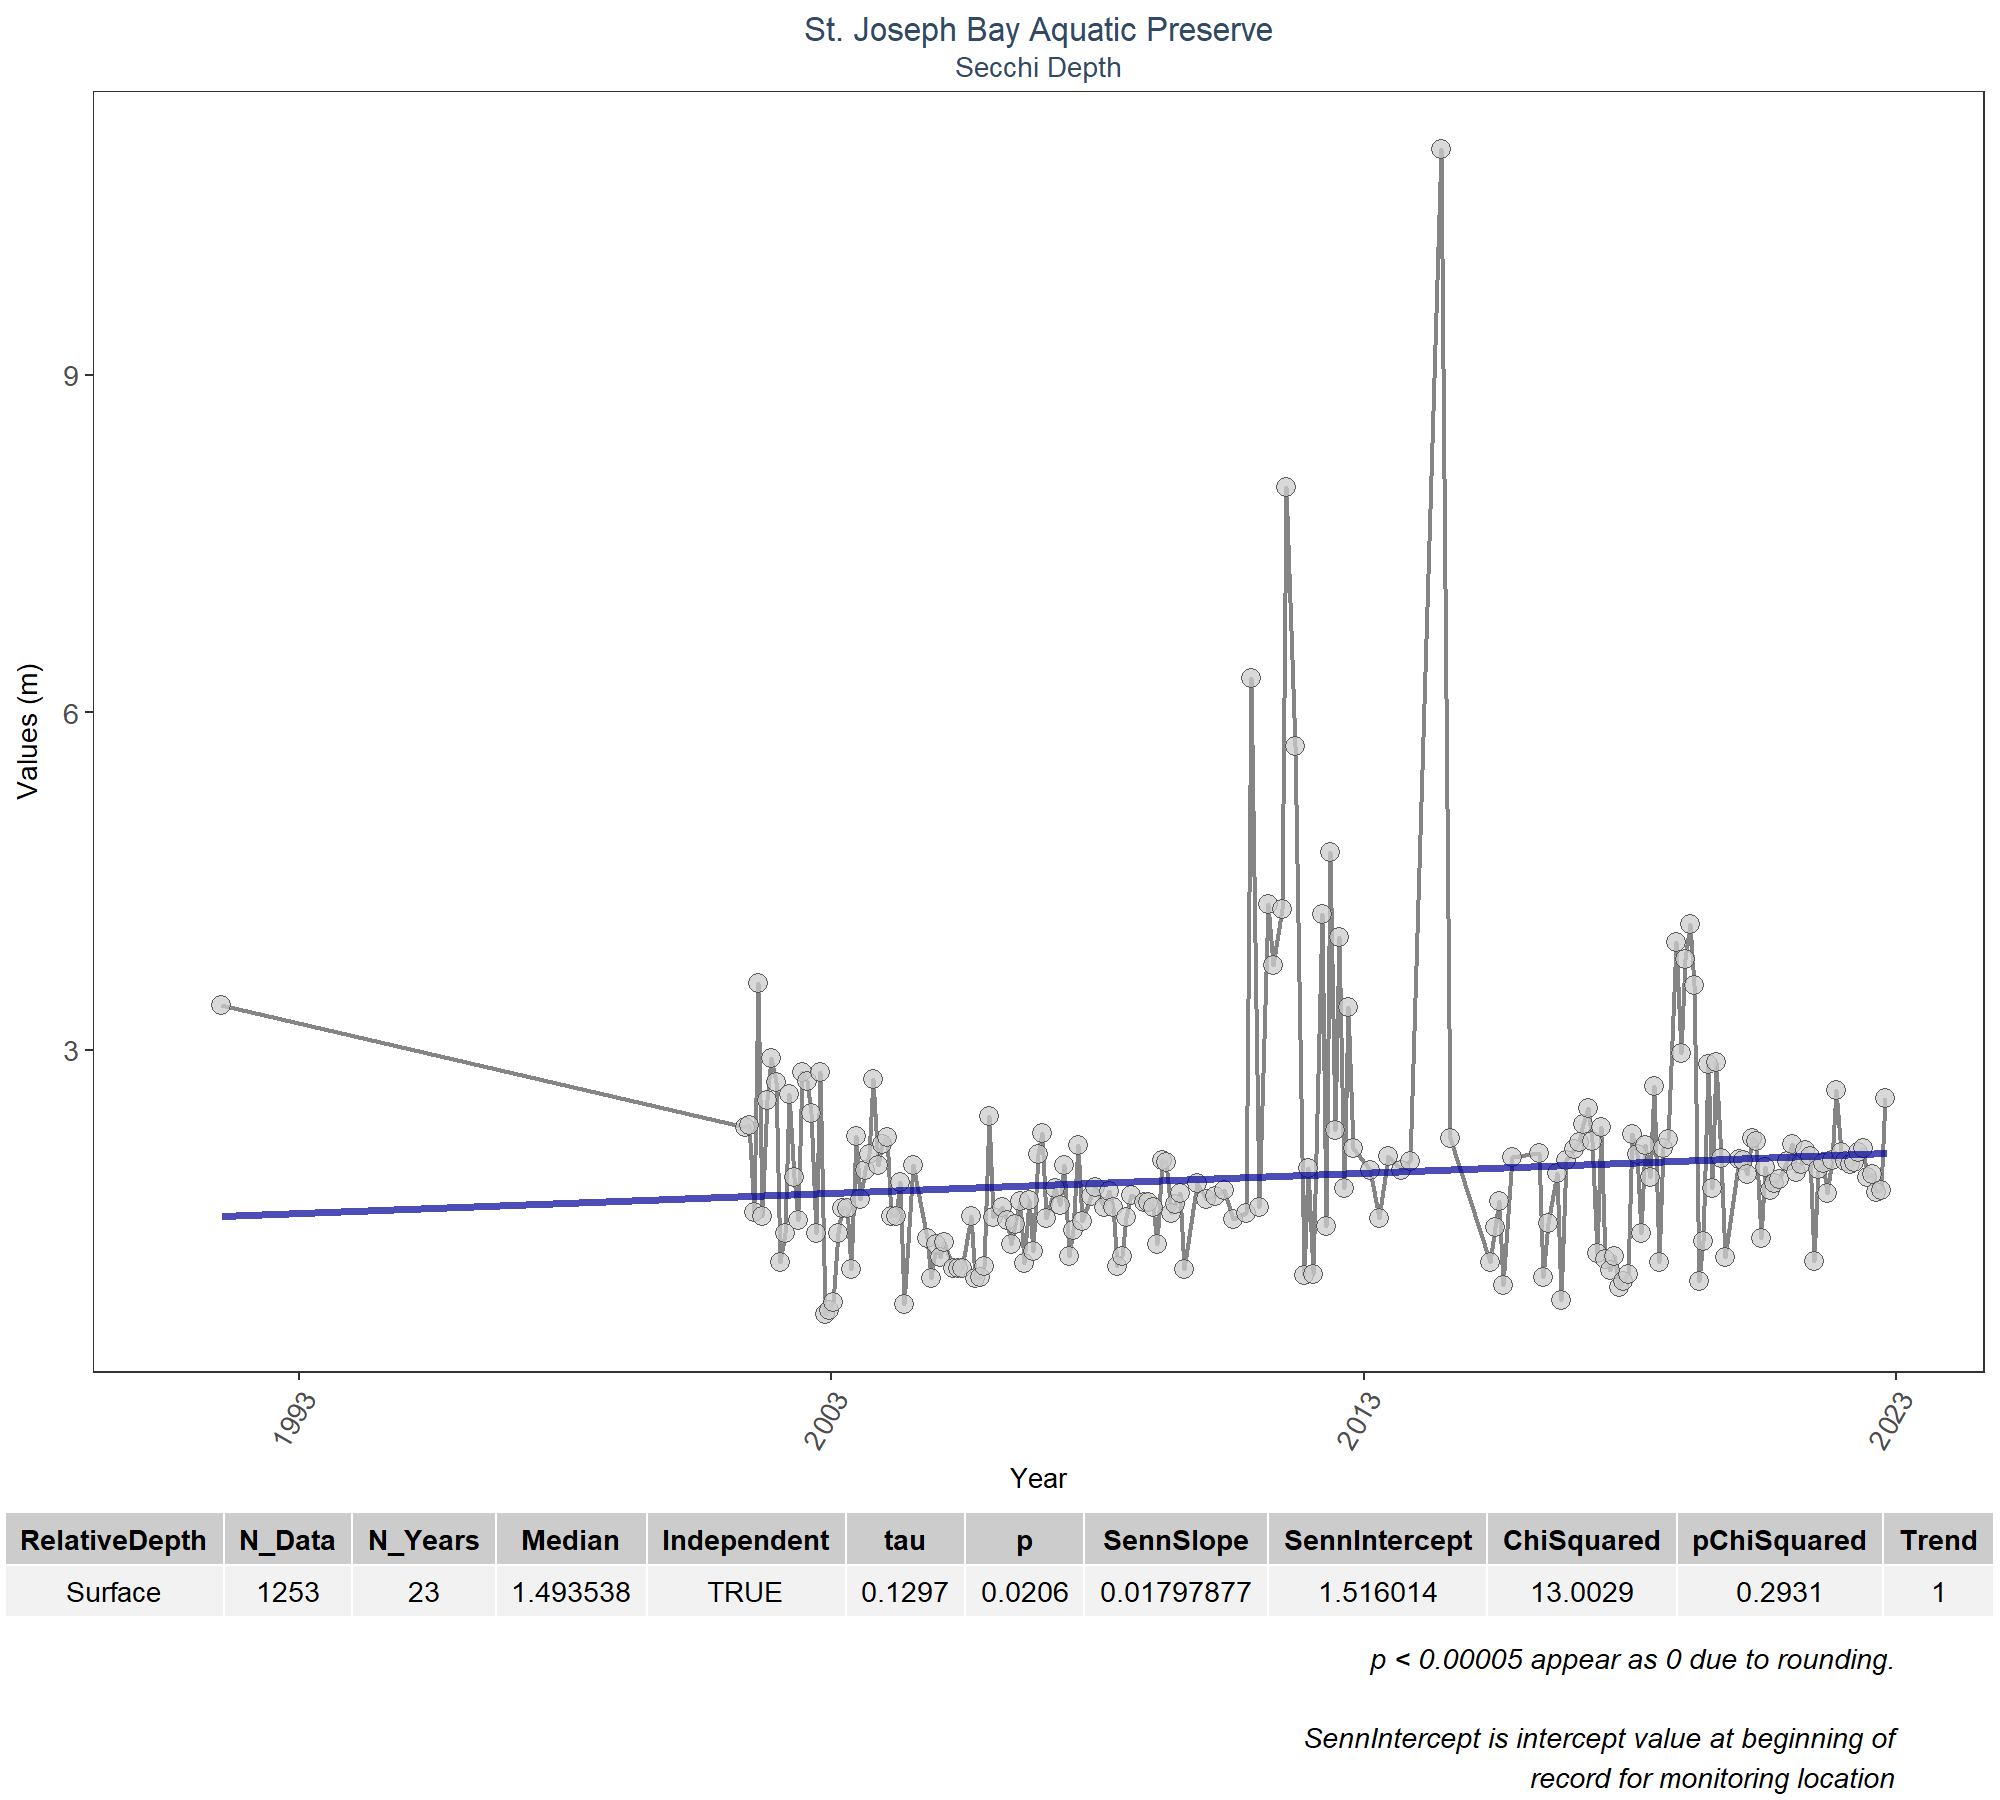 St. Joseph Bay Aquatic Preserve
Secchi Depth
Values (m)
9
6
3
1993 2003 2013 2023
Year
RelativeDepth N_Data N_Years Median Independent tau p SennSlope SennIntercept ChiSquared pChiSquared Trend
Surface 1253 23 1.493538 TRUE 0.1297 0.0206 0.01797877 1.516014 13.0029 0.2931 1
p < 0.00005 appear as 0 due to rounding.
SennIntercept is intercept value at beginning of
record for monitoring location